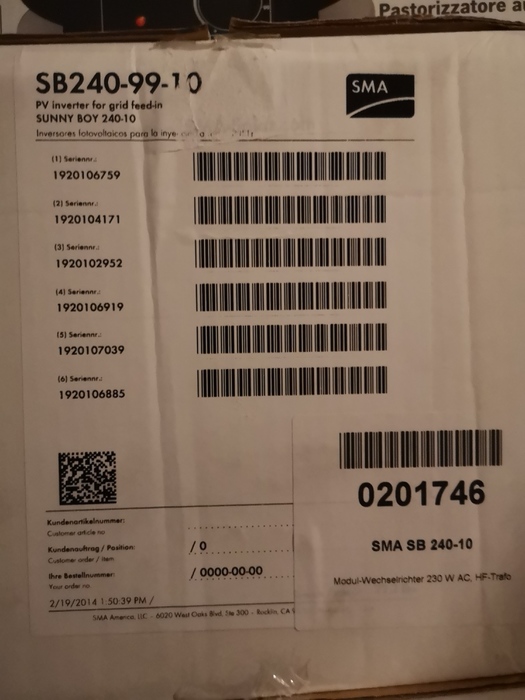 Pastorizzatore
SB240-99-10
SMA
PV inverter for grid feed-in
SUNNY BOY 240-10
Inversores fotovoltaicos para la
(1) Seriennr.:
1920106759
(2) Seriennr.:
1920104171
(3) Seriennr.:
1920102952
(4) Seriennr.:
1920106919
(5) Seriennr.:
1920107039
(6) Seriennr.:
1920106885
0201746
SMA SB 240-10
Modul-Wechselrichter 230 W AC, HF-Trafo
Kundenartikelnummer:
Customer article no
Kundenauftrag / Position: / 0
Customer order / item
Ihre Bestellnummer: / 0000-00-00
Your order no
2/19/2014 1:50:39 PM /
SMA America, LLC - 6020 West Oaks Blvd. Ste 300 - Rocklin, CA